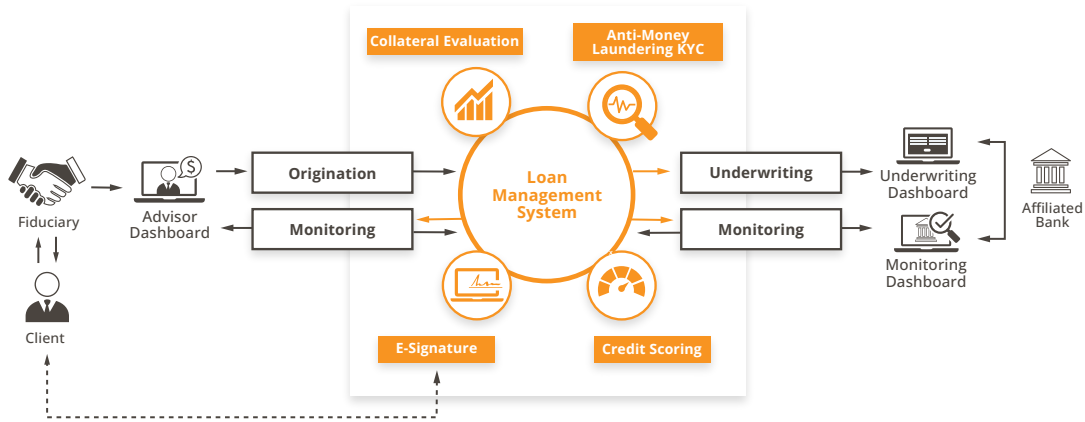 Collateral Evaluation
Anti-Money
Laundering KYC
Fiduciary
Client
$
Advisor
Dashboard
Origination
Monitoring
Loan
Management
System
E-Signature
Credit Scoring
Underwriting
Monitoring
Underwriting
Dashboard
Monitoring
Dashboard
Affiliated
Bank